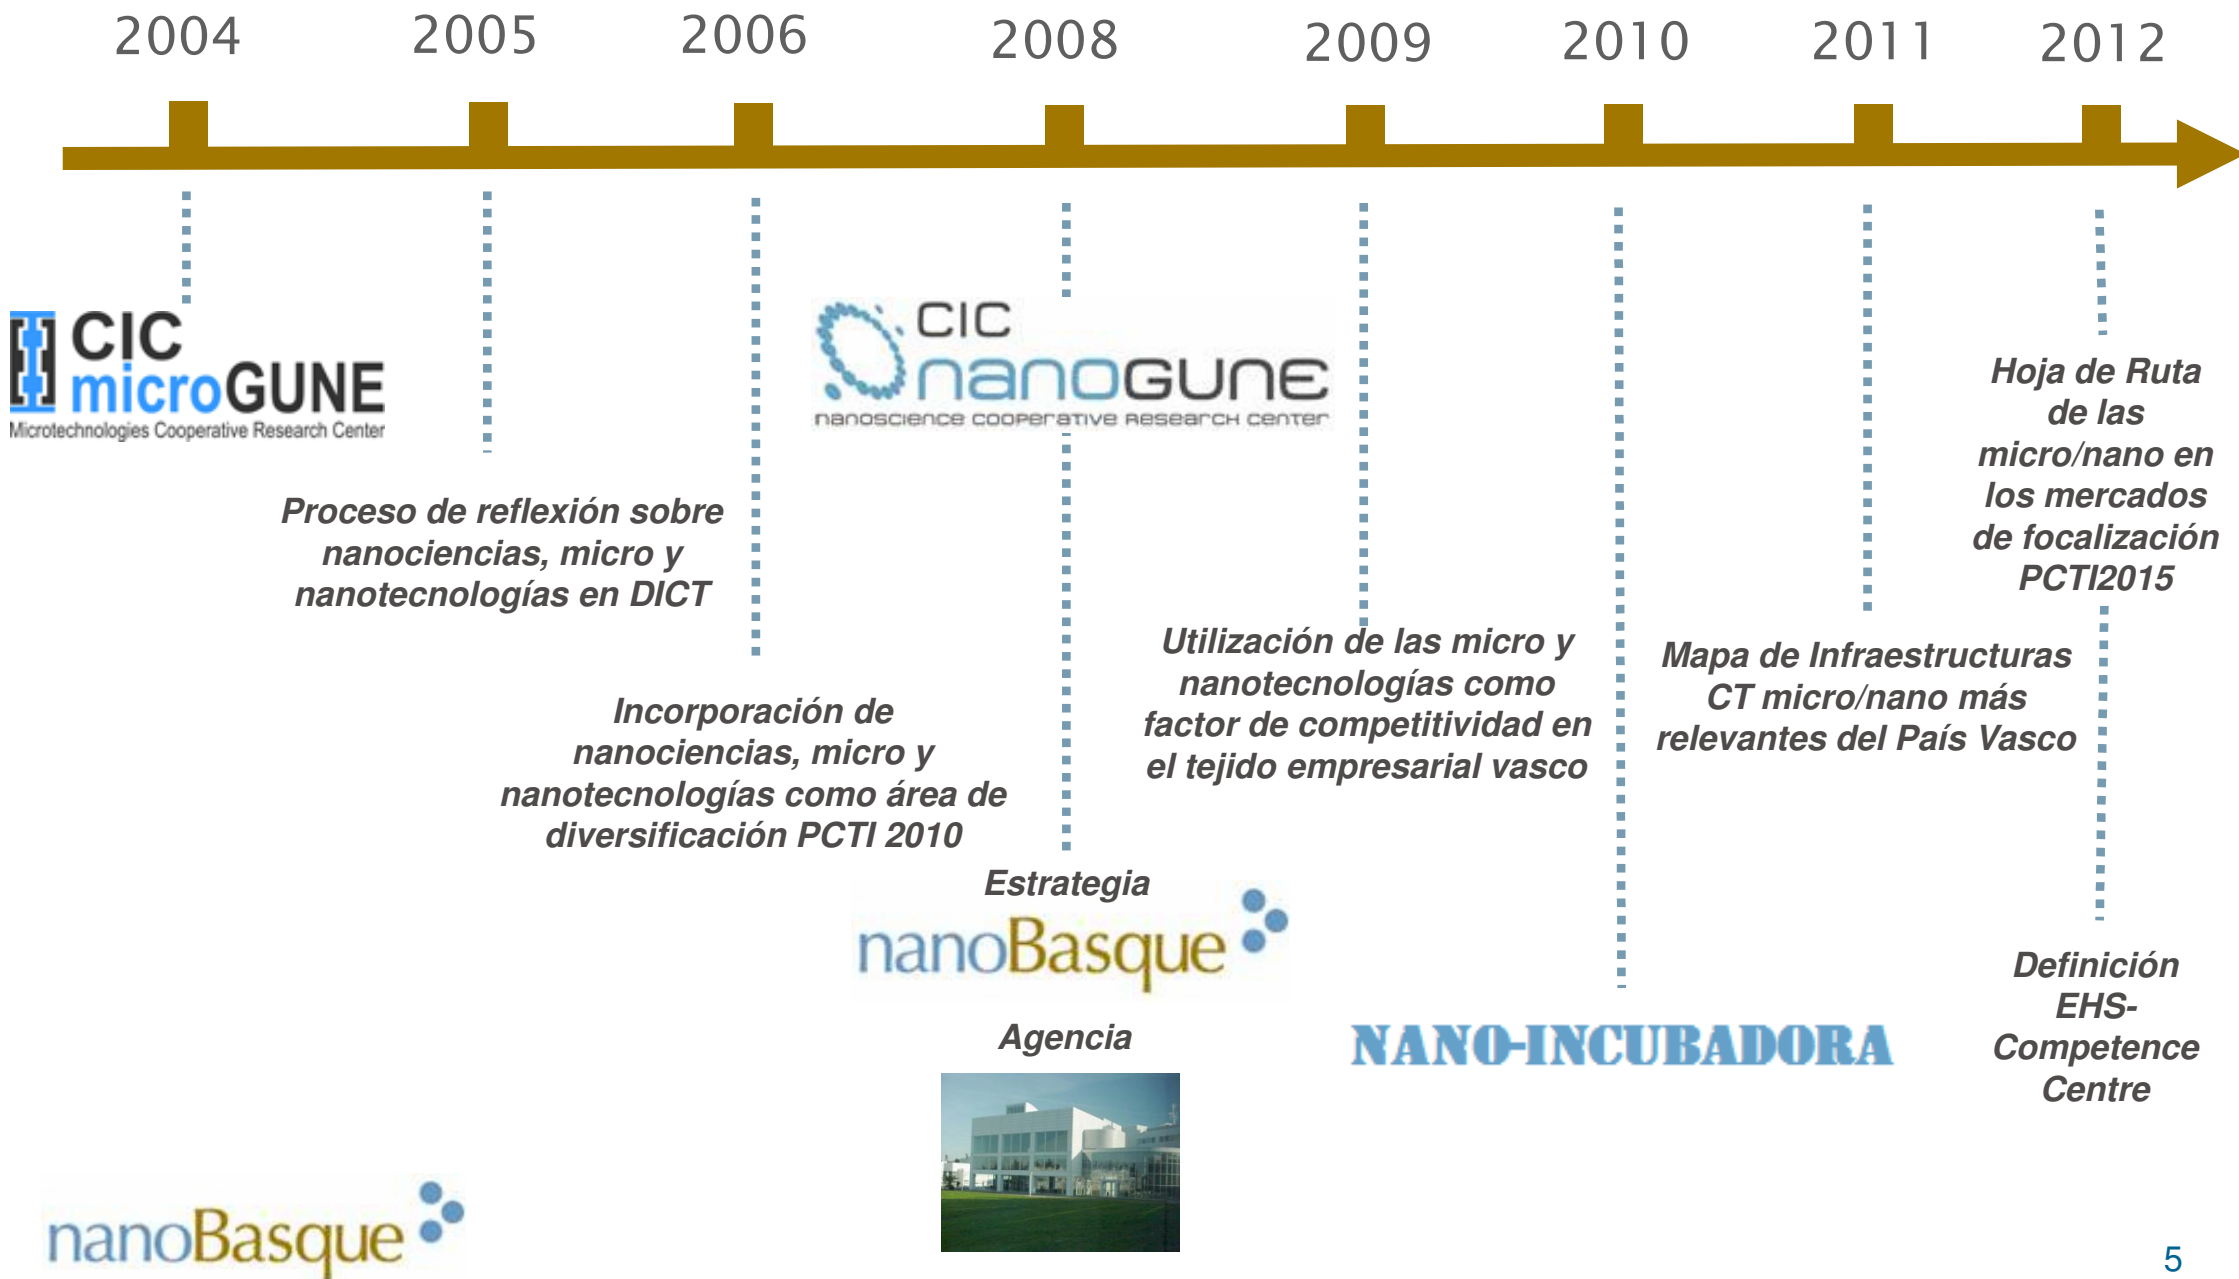 2004 2005 2006 2008 2009 2010 2011 2012
CIC
microGUNE
Microtechnologies Cooperative Research Center
Proceso de reflexión sobre
nanociencias, micro y
nanotecnologías en DICT
Incorporación de
nanociencias, micro y
nanotecnologías como área de
diversificación PCTI 2010
CIC
nanoGUNE
nanoscience cooperative research center
Estrategia
nanoBasque
Agencia
Utilización de las micro y
nanotecnologías como
factor de competitividad en
el tejido empresarial vasco
NANO-INCUBADORA
Mapa de Infraestructuras
CT micro/nano más
relevantes del País Vasco
Hoja de Ruta
de las
micro/nano en
los mercados
de focalización
PCTI2015
Definición
EHS-
Competence
Centre
nanoBasque
5